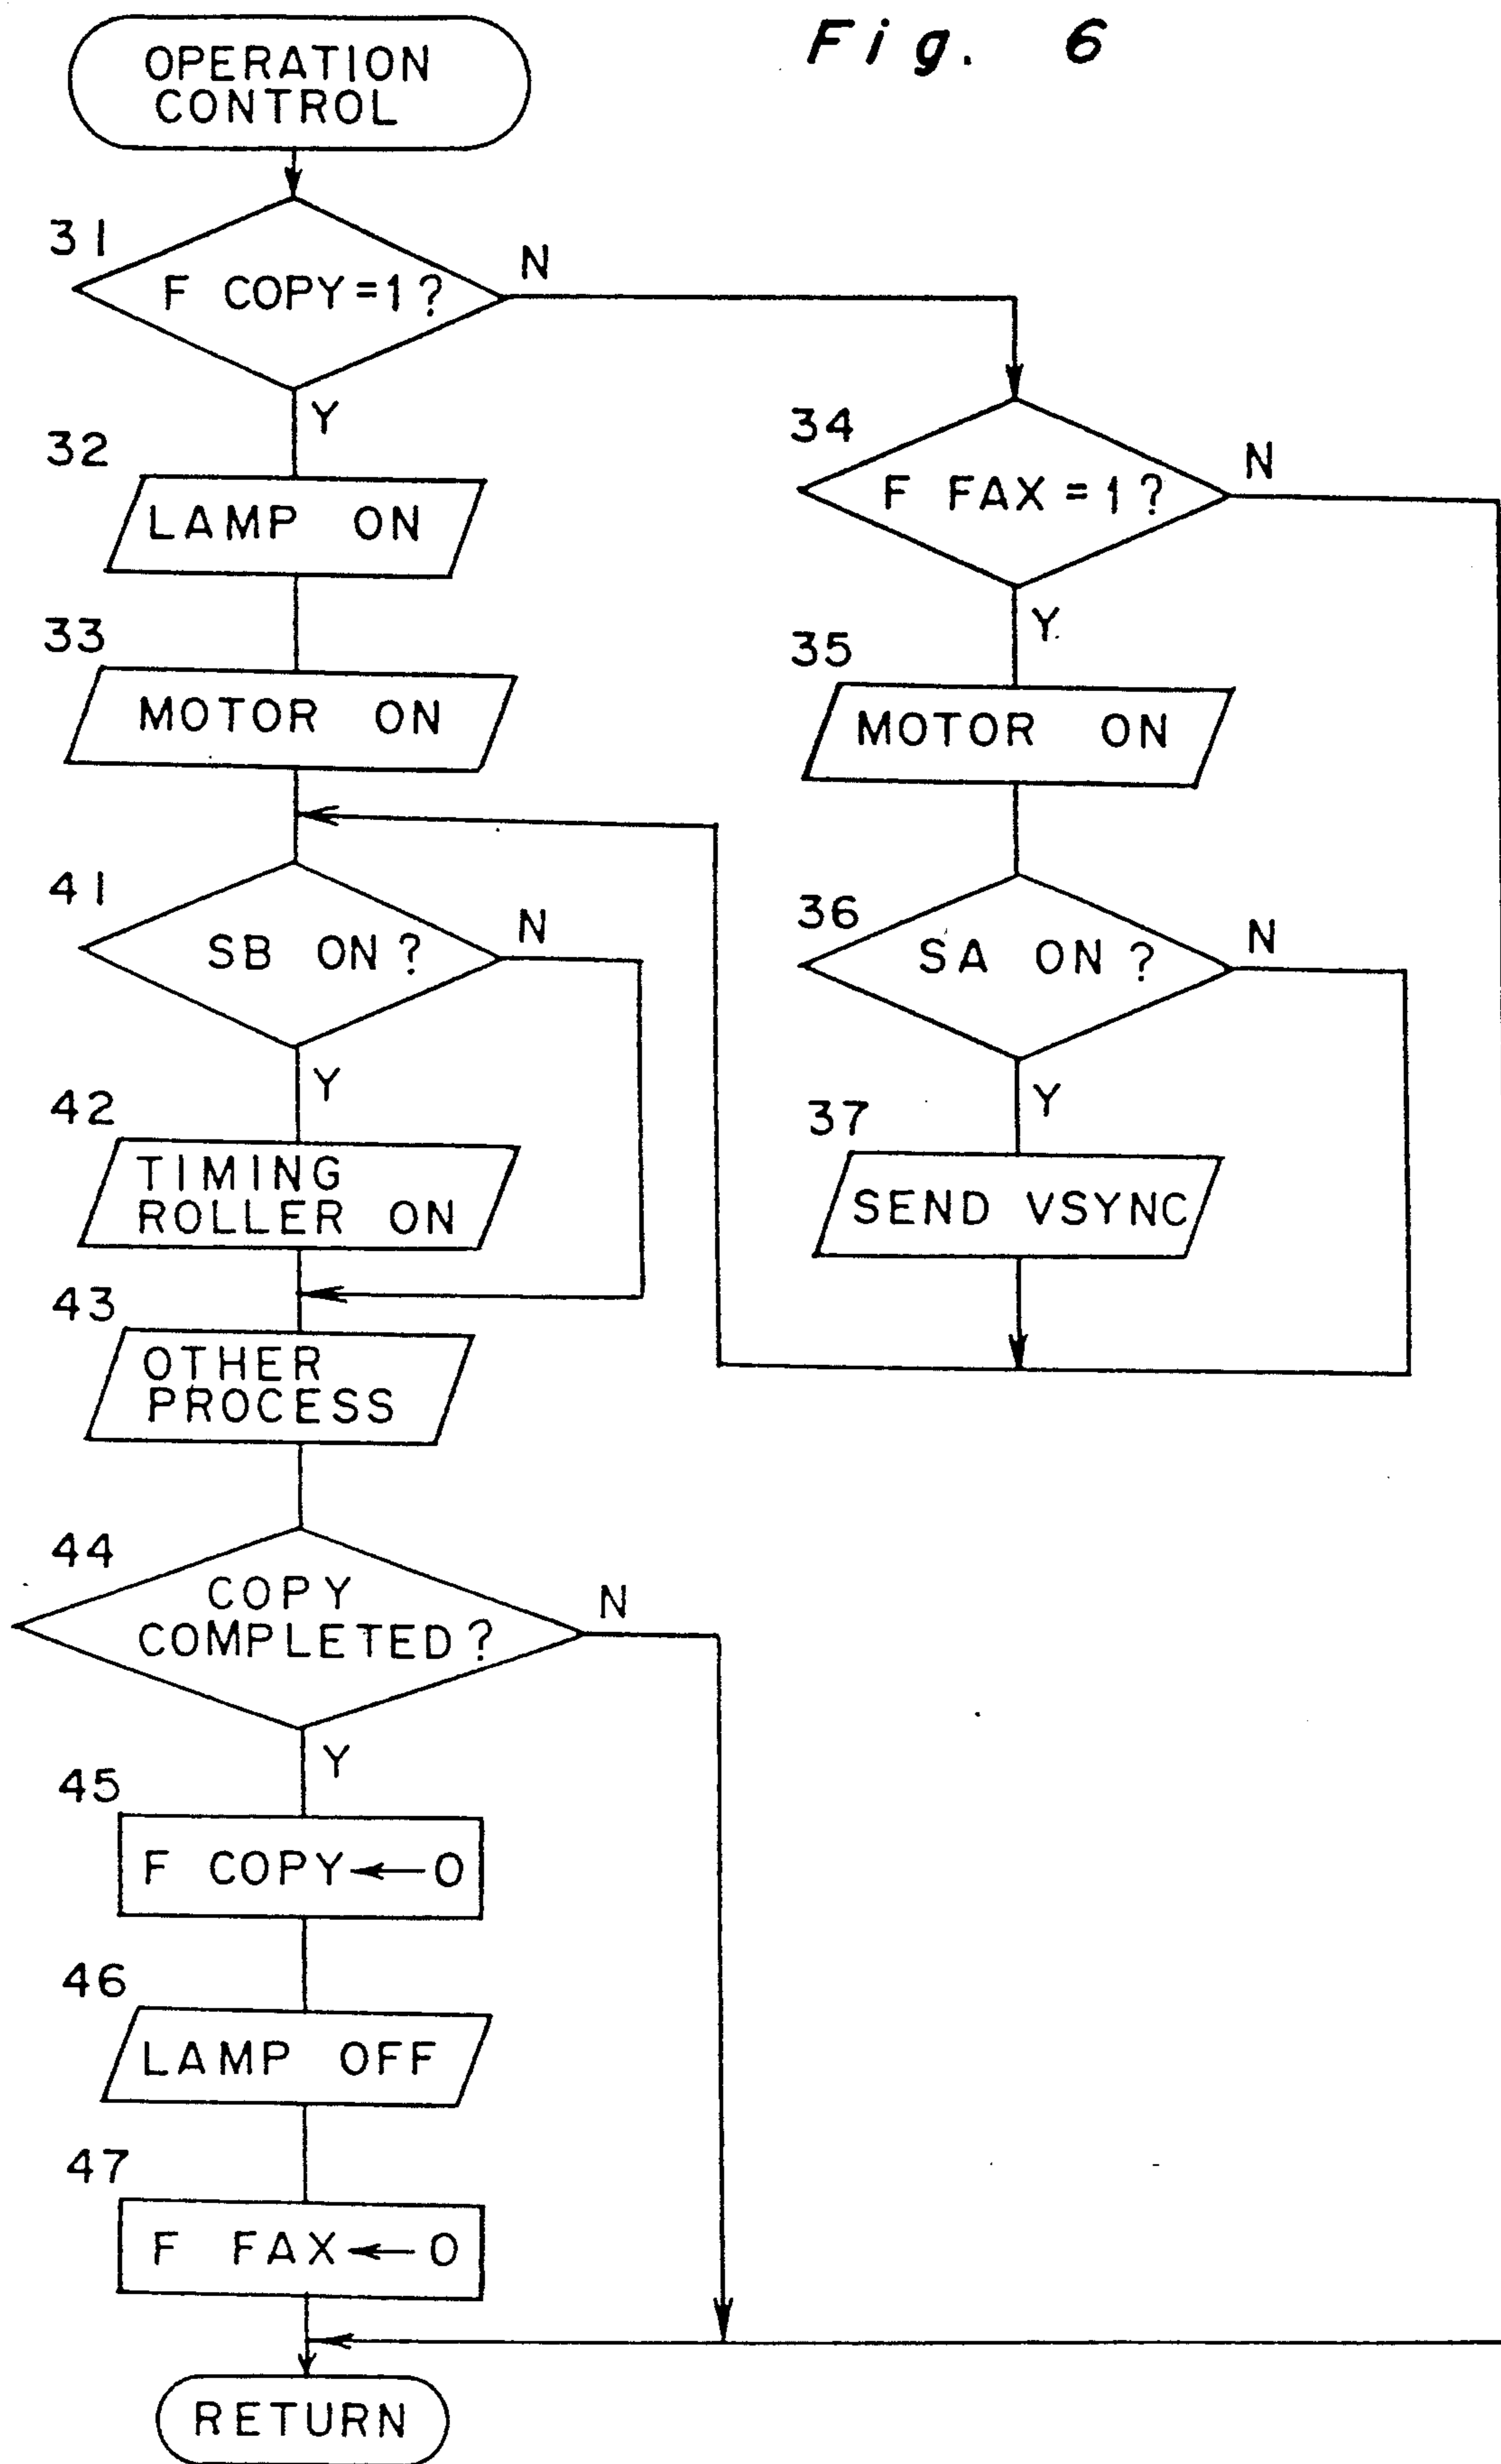 Fig. 6
OPERATION
CONTROL
31
F COPY=1?
N
Y
32
LAMP ON
33
MOTOR ON
34
F FAX=1?
N
Y
35
MOTOR ON
36
SA ON?
N
Y
37
SEND VSYNC
41
SB ON?
N
Y
42
TIMING
ROLLER ON
43
OTHER
PROCESS
44
COPY
COMPLETED?
N
Y
45
F COPY←0
46
LAMP OFF
47
F FAX←0
RETURN